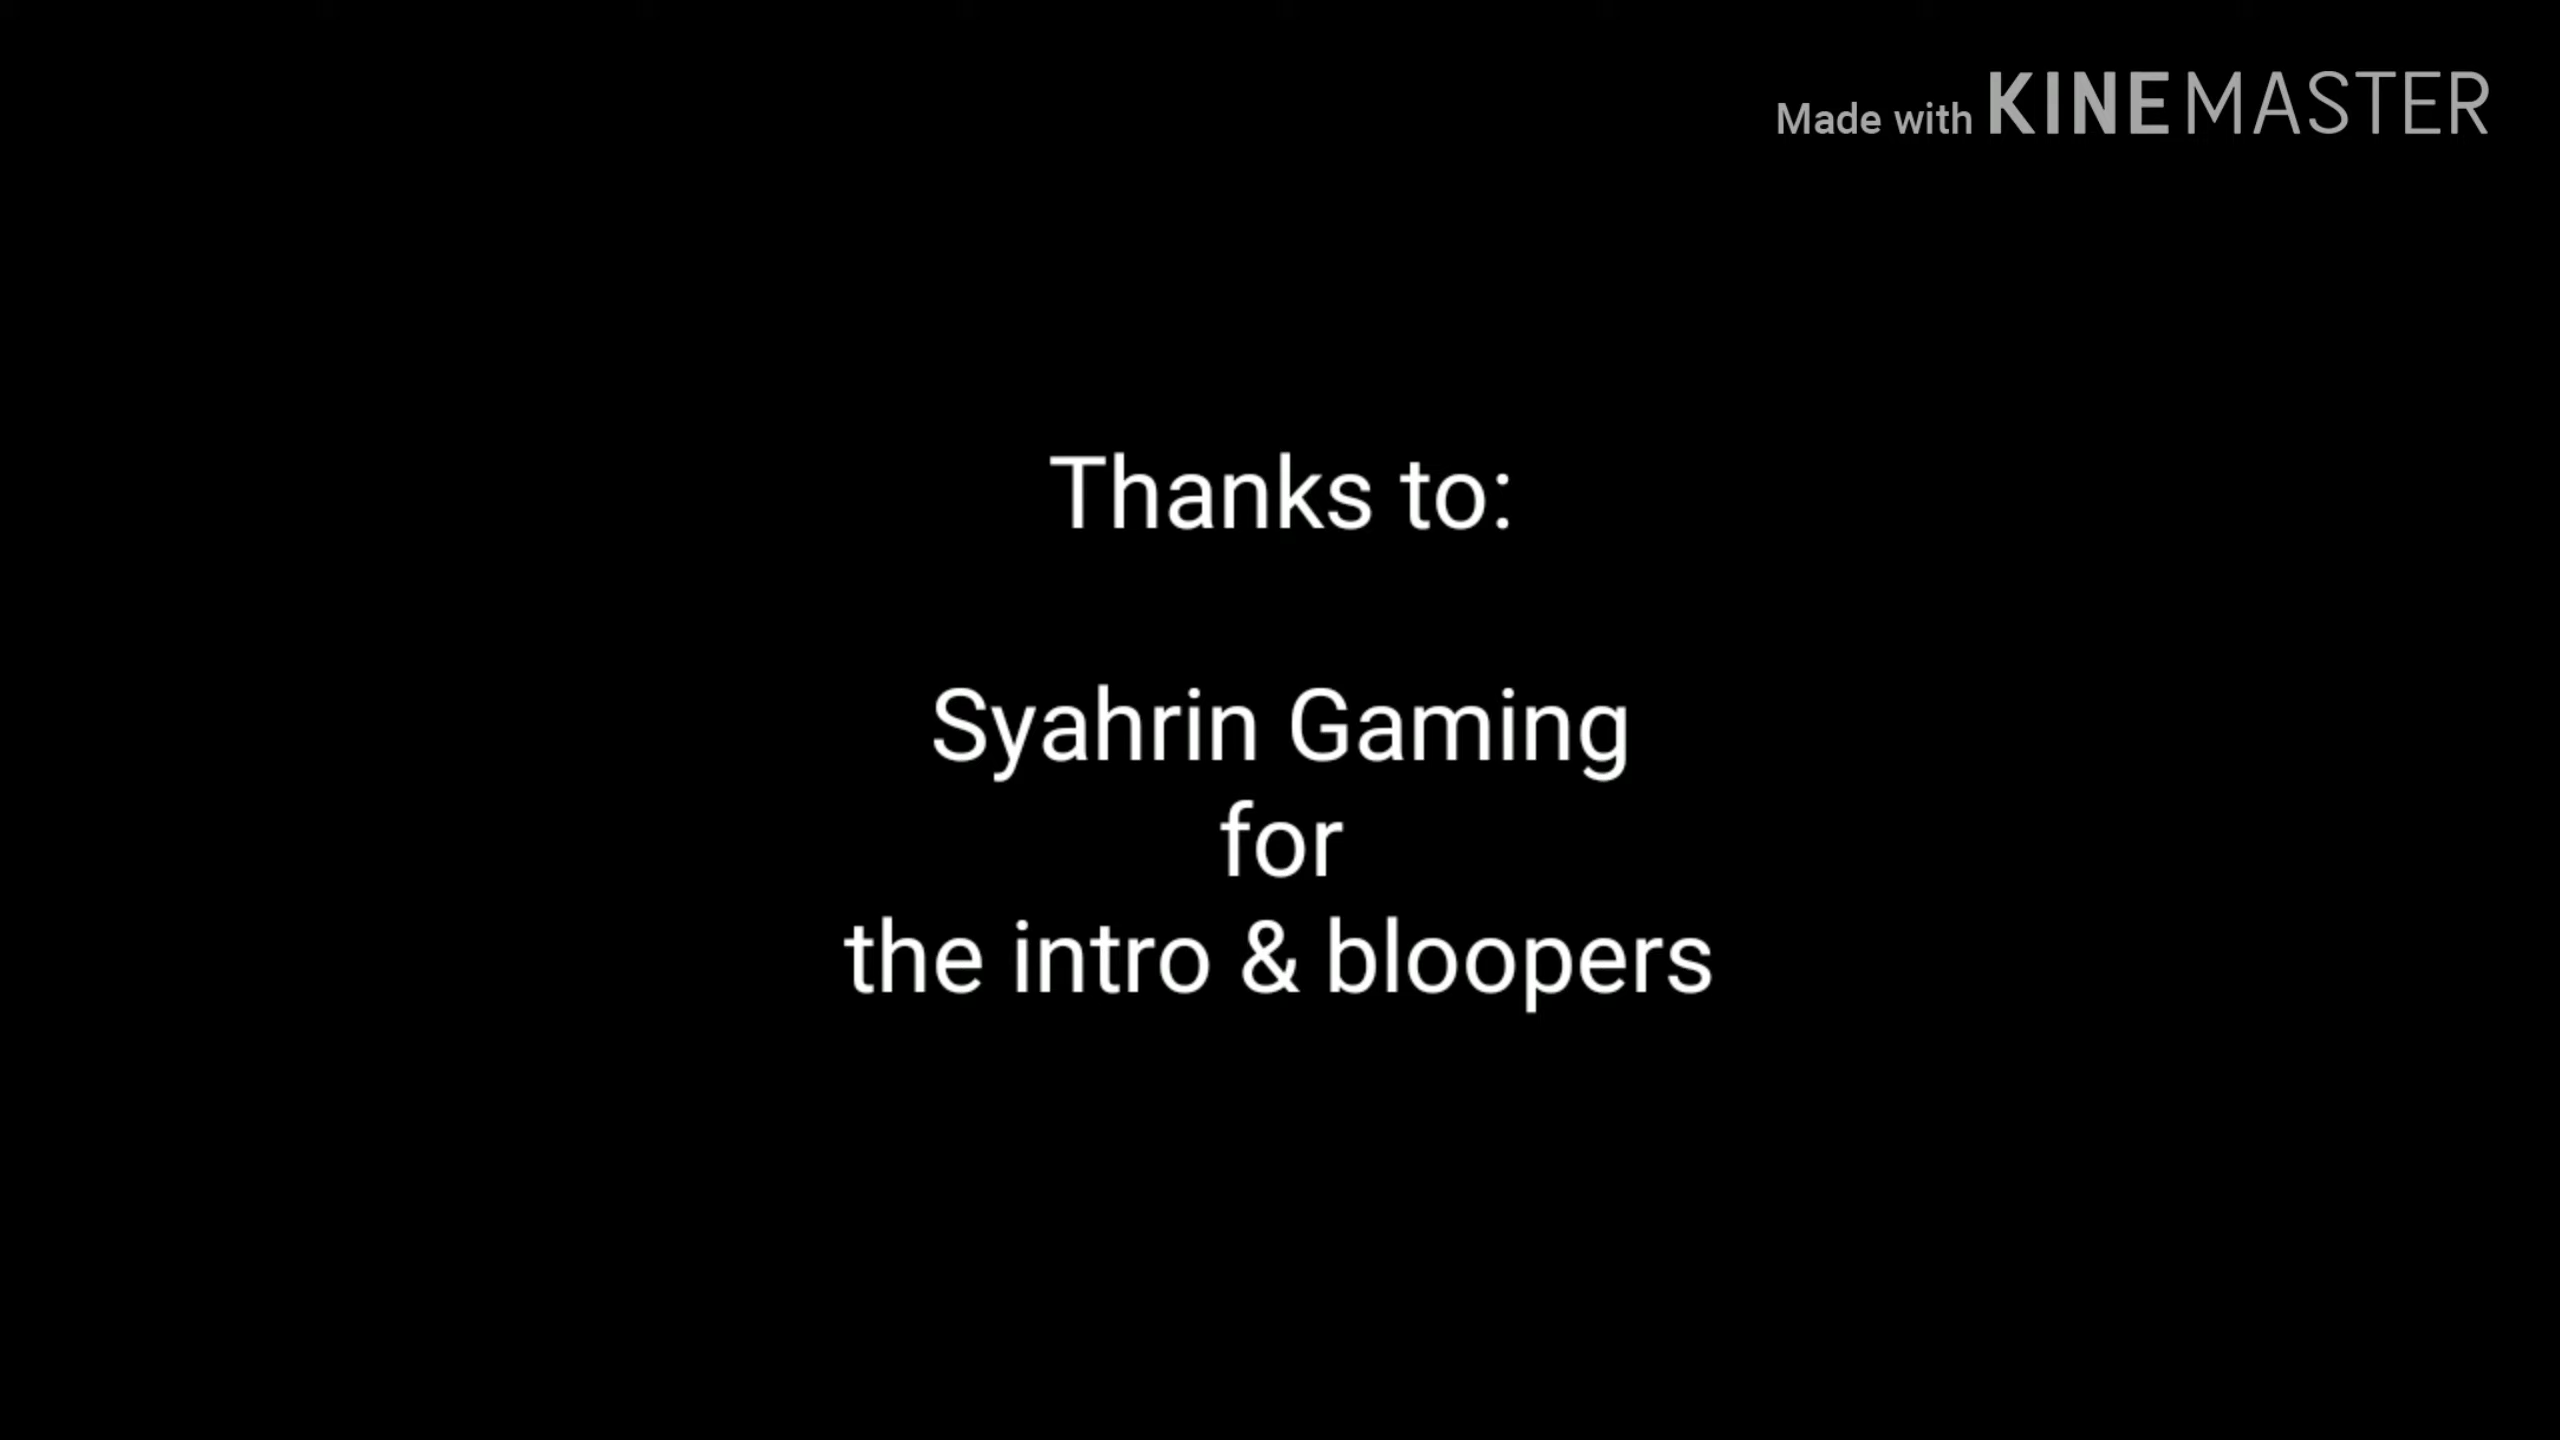 Made with KINEMASTER
Thanks to:
Syahrin Gaming
for
the intro & bloopers